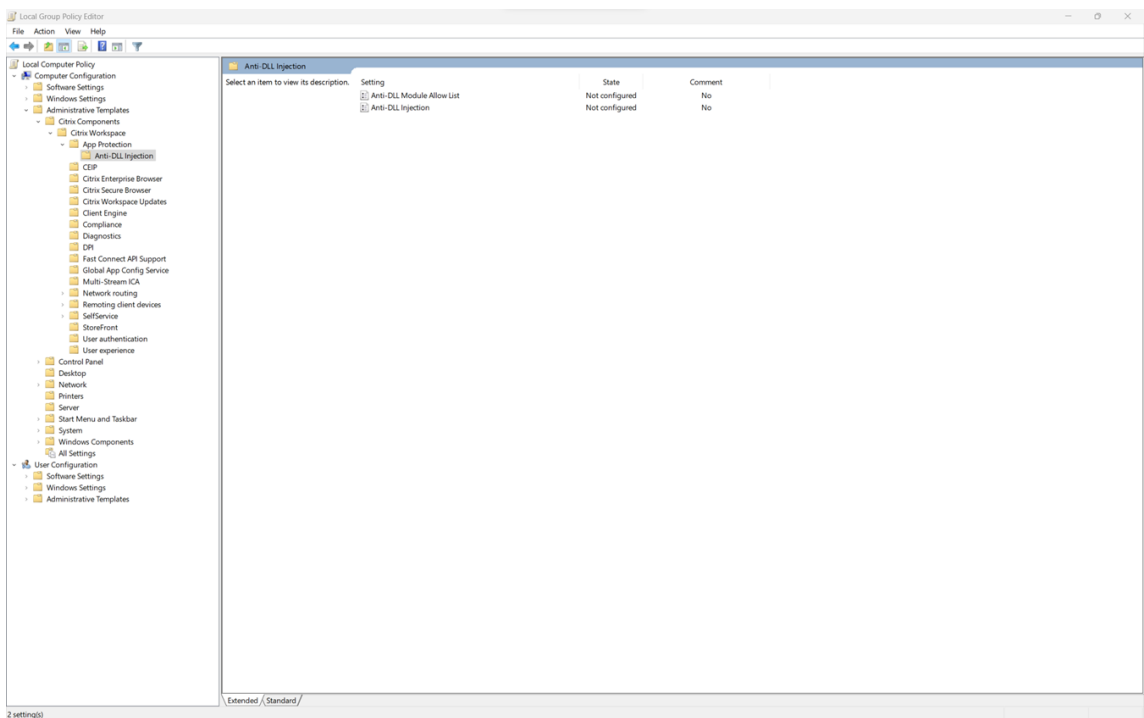 Local Group Policy Editor
File Action View Help
Local Computer Policy
Computer Configuration
Software Settings
Windows Settings
Administrative Templates
Citrix Components
Citrix Workspace
App Protection
Anti-DLL Injection
CEIP
Citrix Enterprise Browser
Citrix Secure Browser
Citrix Workspace Updates
Client Engine
Compliance
Diagnostics
DPI
Fast Connect API Support
Global App Config Service
Multi-Stream ICA
Network routing
Remoting client devices
SelfService
StoreFront
User authentication
User experience
Control Panel
Desktop
Network
Printers
Server
Start Menu and Taskbar
System
Windows Components
All Settings
User Configuration
Software Settings
Windows Settings
Administrative Templates
Anti-DLL Injection
Select an item to view its description.
Setting State Comment
Anti-DLL Module Allow List Not configured No
Anti-DLL Injection Not configured No
Extended Standard
2 setting(s)